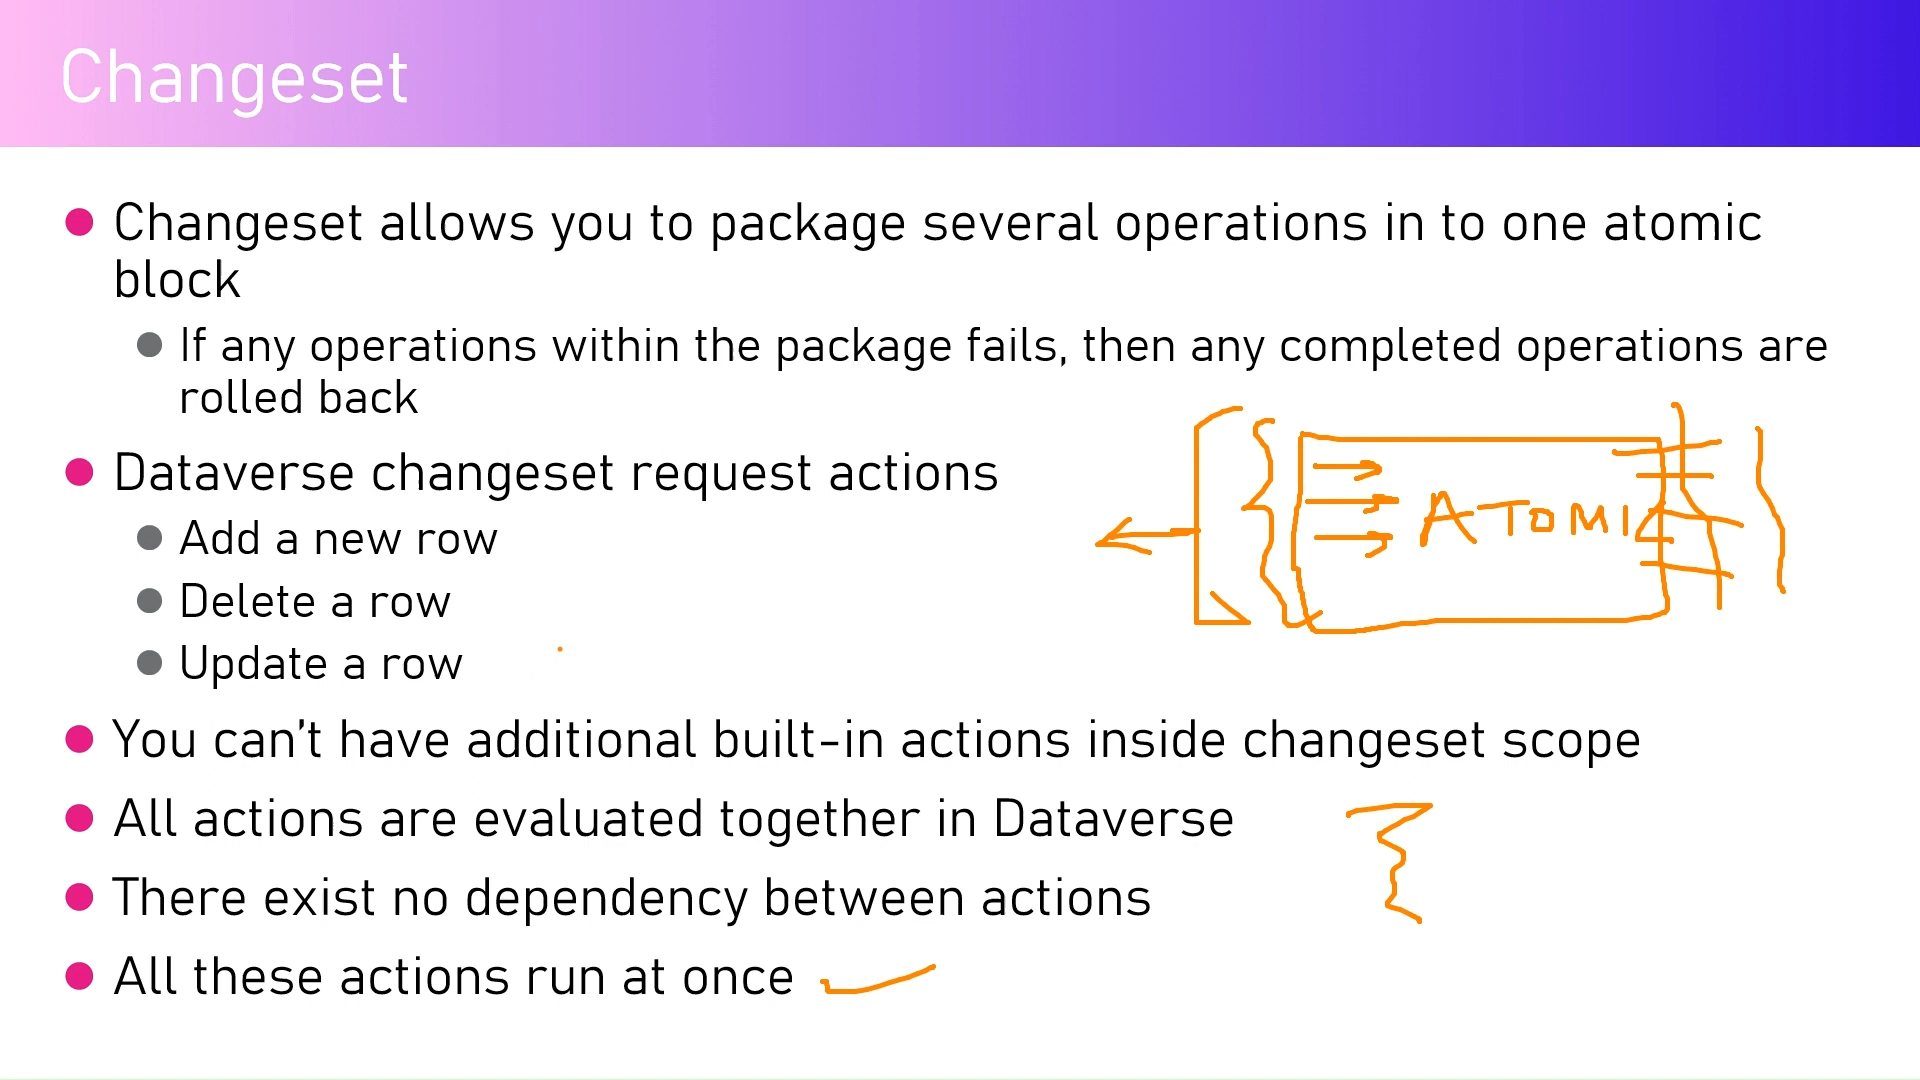 Changeset
Changeset allows you to package several operations in to one atomic
block
If any operations within the package fails, then any completed operations are
rolled back
Dataverse changeset request actions
Add a new row
Delete a row
Update a row
ATOMIC
You can't have additional built-in actions inside changeset scope
All actions are evaluated together in Dataverse
There exist no dependency between actions
All these actions run at once